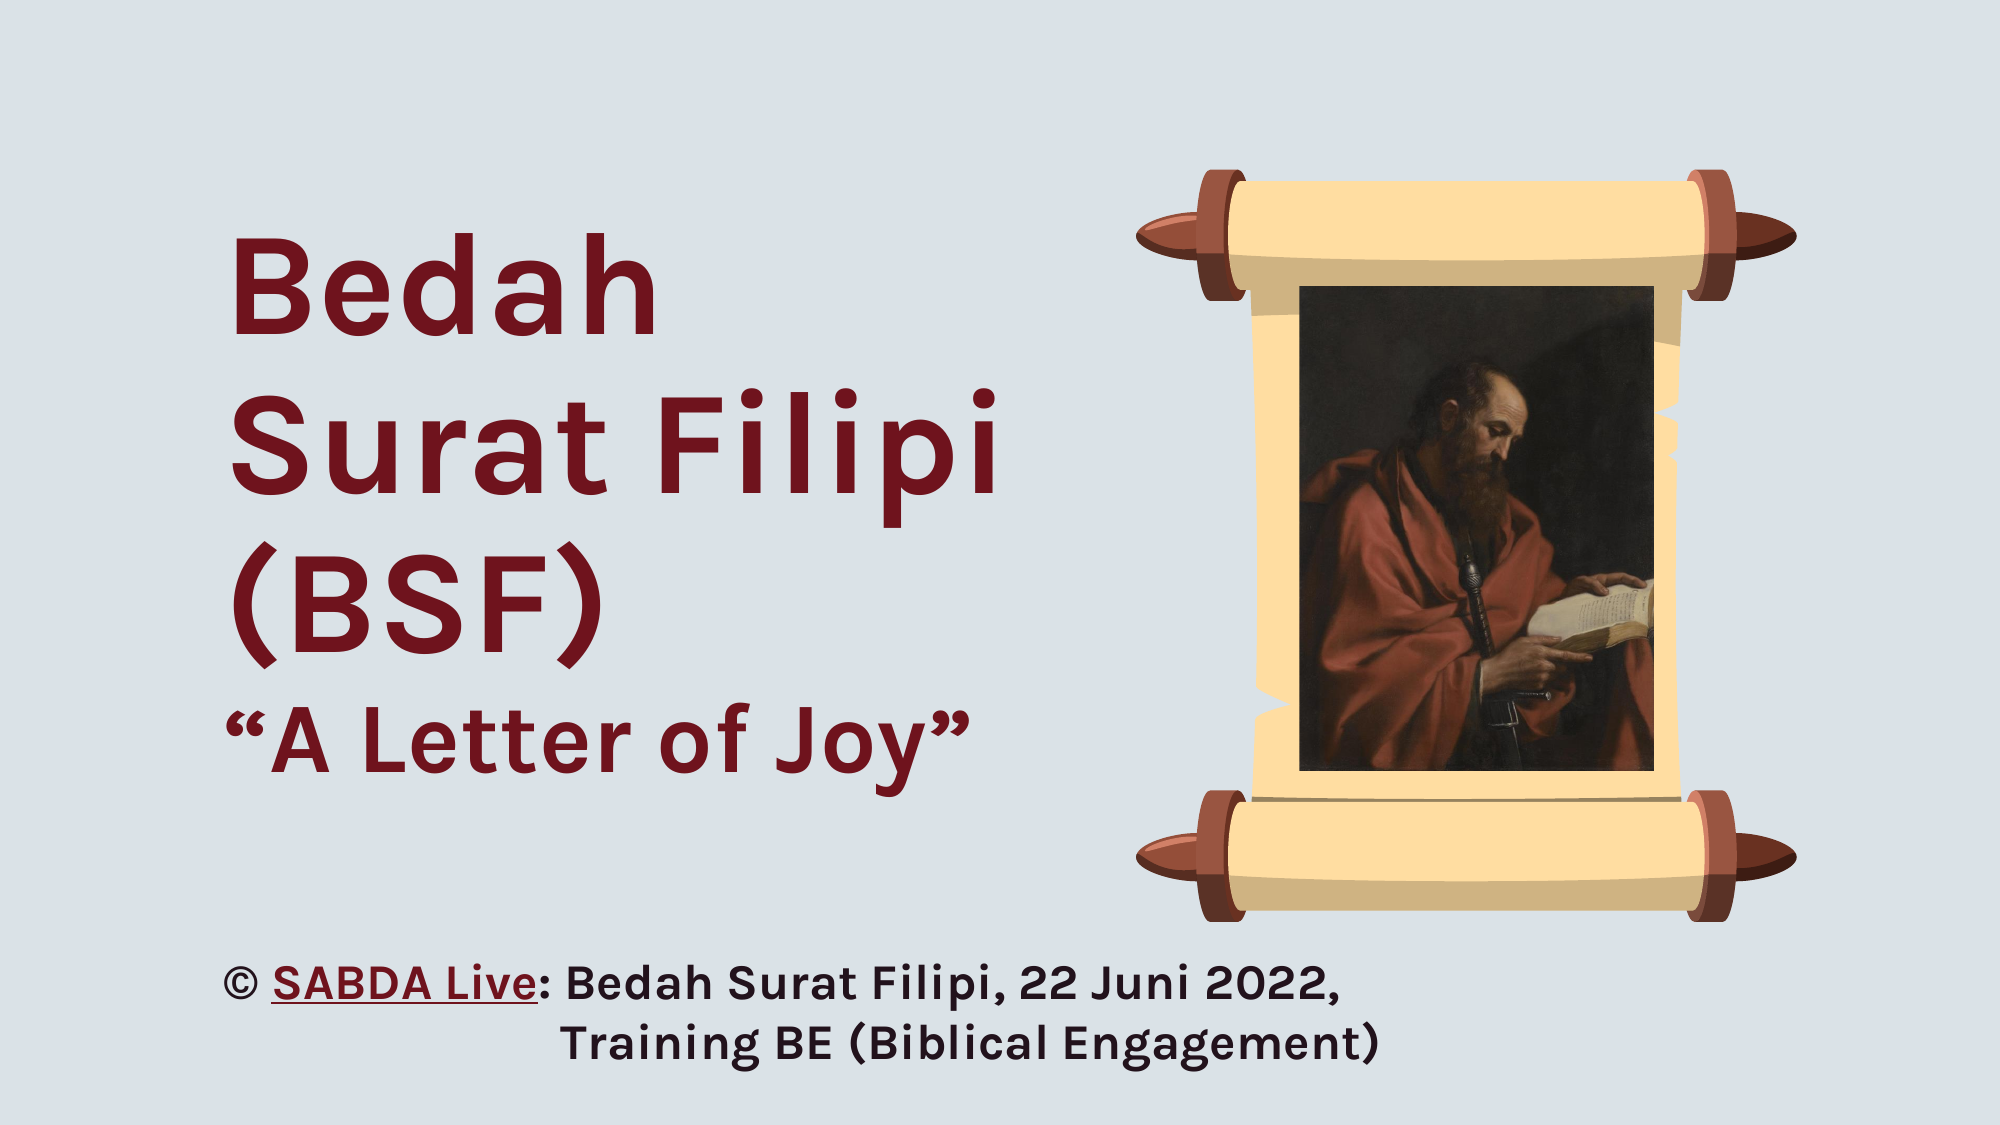 Bedah
Surat Filipi
(BSF)
“A Letter of Joy”
© SABDA Live: Bedah Surat Filipi, 22 Juni 2022,
Training BE (Biblical Engagement)